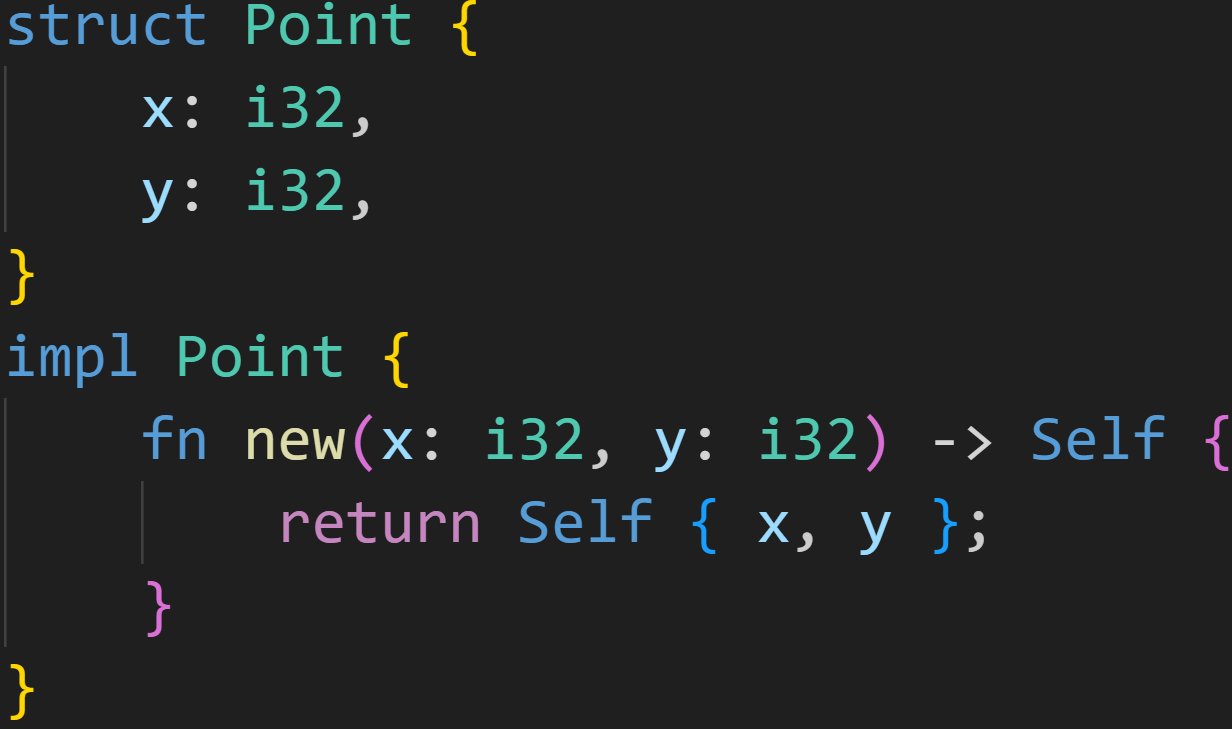 struct Point {
    x: i32,
    y: i32,
}
impl Point {
    fn new(x: i32, y: i32) -> Self {
        return Self { x, y };
    }
}